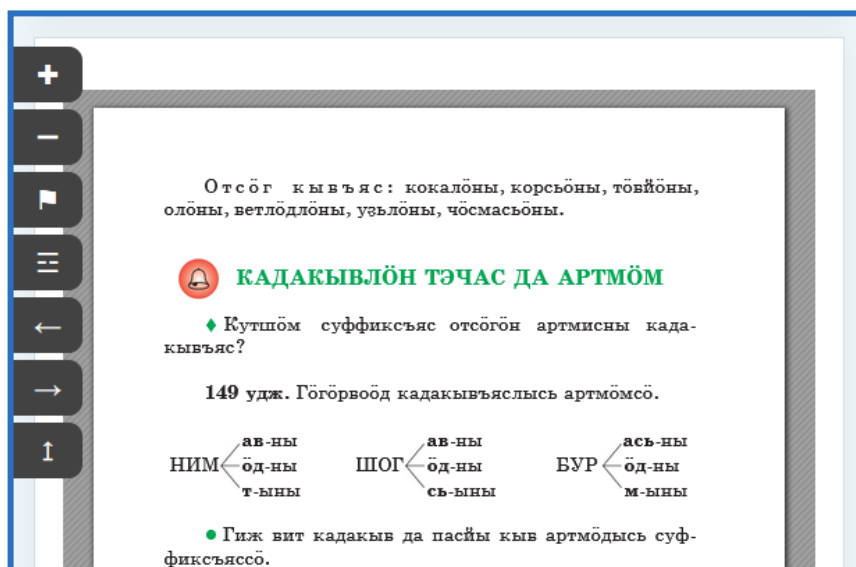 Отсӧг кывъяс: кокалӧны, корсьӧны, тӧвйӧны,
олӧны, ветлӧдлӧны, узьлӧны, чӧсмасьӧны.
КАДАКЫВЛӦН ТЭЧАС ДА АРТМӦМ
♦ Кутшӧм суффиксъяс отсӧгӧн артмисны када-
кывъяс?
149 удж. Гӧгӧрвоӧд кадакывъяслысь артмӧмсӧ.
ав-ны ав-ны ась-ны
НИМ ӧд-ны ШОГ ӧд-ны БУР ӧд-ны
т-ыны сь-ыны м-ыны
● Гиж вит кадакыв да пасйы кыв артмӧдысь суф-
фиксъяссӧ.